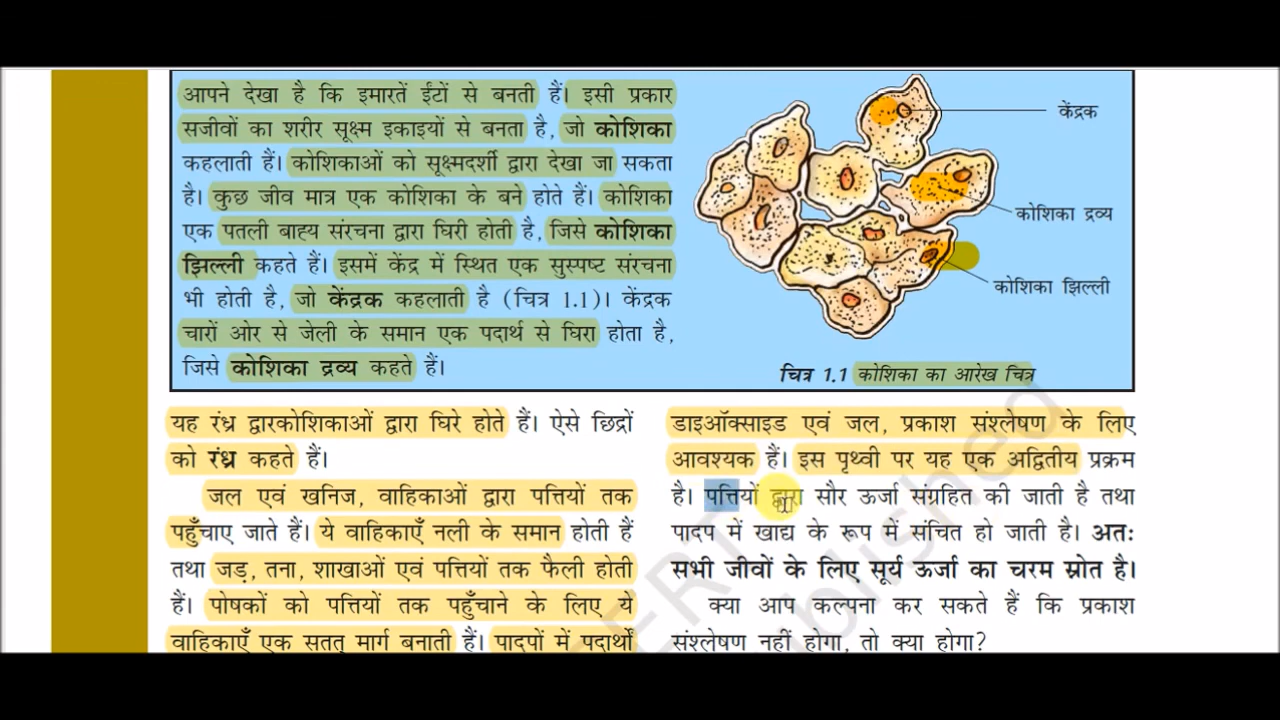 आपने देखा है कि इमारतें ईंटों से बनती हैं। इसी प्रकार
सजीवों का शरीर सूक्ष्म इकाइयों से बनता है, जो कोशिका
कहलाती हैं। कोशिकाओं को सूक्ष्मदर्शी द्वारा देखा जा सकता
है। कुछ जीव मात्र एक कोशिका के बने होते हैं। कोशिका
एक पतली बाह्य संरचना द्वारा घिरी होती है, जिसे कोशिका
झिल्ली कहते हैं। इसमें केंद्र में स्थित एक सुस्पष्ट संरचना
भी होती है, जो केंद्रक कहलाती है (चित्र 1.1)। केंद्रक
चारों ओर से जेली के समान एक पदार्थ से घिरा होता है,
जिसे कोशिका द्रव्य कहते हैं।
केंद्रक
कोशिका द्रव्य
कोशिका झिल्ली
चित्र 1.1 कोशिका का आरेख चित्र
यह रंध्र द्वारकोशिकाओं द्वारा घिरे होते हैं। ऐसे छिद्रों
को रंध्र कहते हैं।
जल एवं खनिज, वाहिकाओं द्वारा पत्तियों तक
पहुँचाए जाते हैं। ये वाहिकाएँ नली के समान होती हैं
तथा जड़, तना, शाखाओं एवं पत्तियों तक फैली होती
हैं। पोषकों को पत्तियों तक पहुँचाने के लिए ये
वाहिकाएँ एक सतत् मार्ग बनाती हैं। पादपों में पदार्थों
डाइऑक्साइड एवं जल, प्रकाश संश्लेषण के लिए
आवश्यक हैं। इस पृथ्वी पर यह एक अद्वितीय प्रक्रम
है। पत्तियों द्वारा सौर ऊर्जा संग्रहित की जाती है तथा
पादप में खाद्य के रूप में संचित हो जाती है। अतः
सभी जीवों के लिए सूर्य ऊर्जा का चरम स्रोत है।
क्या आप कल्पना कर सकते हैं कि प्रकाश
संश्लेषण नहीं होगा, तो क्या होगा?